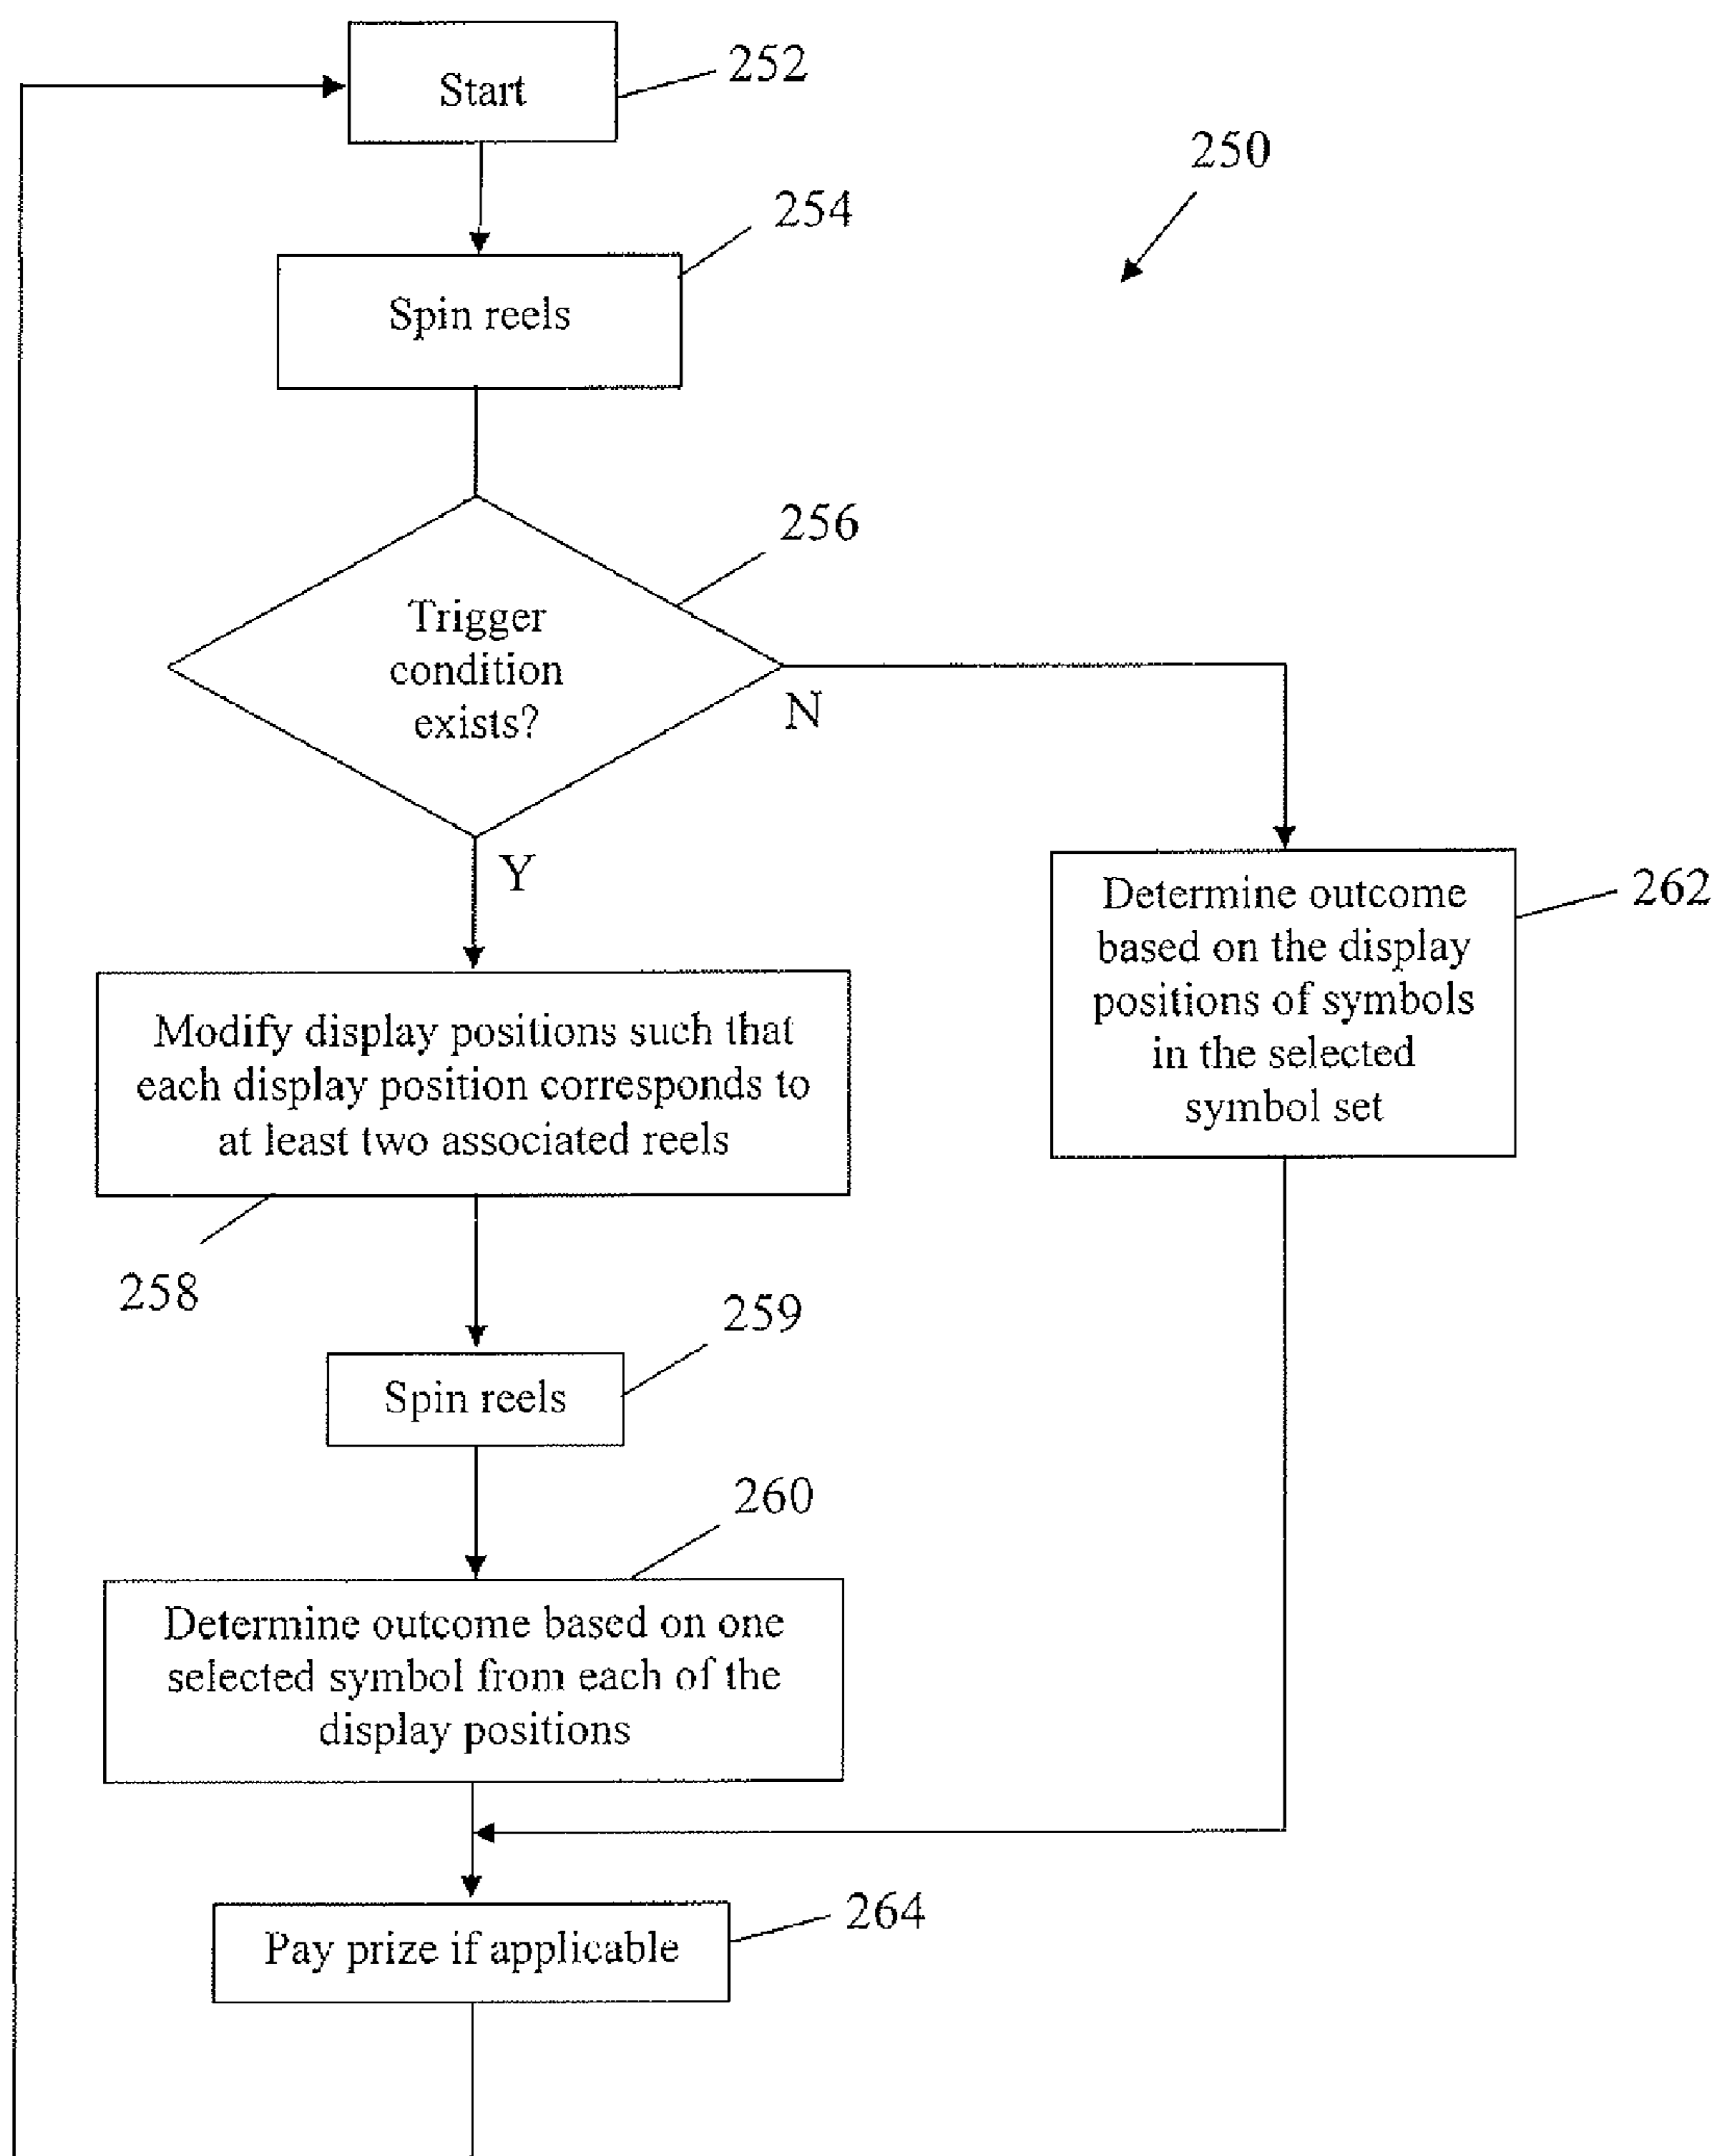 Start
252
250
254
Spin reels
256
Trigger
condition
exists?
N
Y
Determine outcome
based on the display
positions of symbols
in the selected
symbol set
262
Modify display positions such that
each display position corresponds to
at least two associated reels
258
259
Spin reels
260
Determine outcome based on one
selected symbol from each of the
display positions
264
Pay prize if applicable